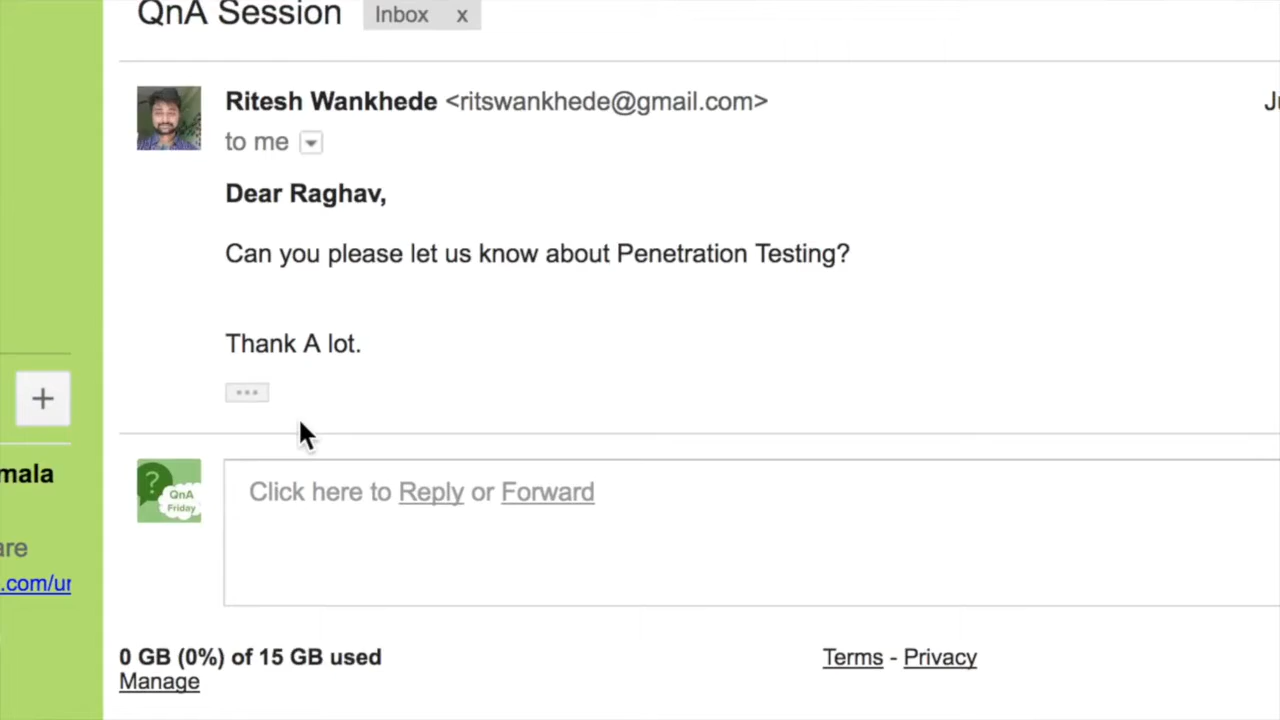 QnA Session Inbox x
Ritesh Wankhede <ritswankhede@gmail.com>
to me
Dear Raghav,
Can you please let us know about Penetration Testing?
Thank A lot.
+
mala
are
.com/ur
?
QnA
Friday
Click here to Reply or Forward
0 GB (0%) of 15 GB used
Manage
Terms - Privacy